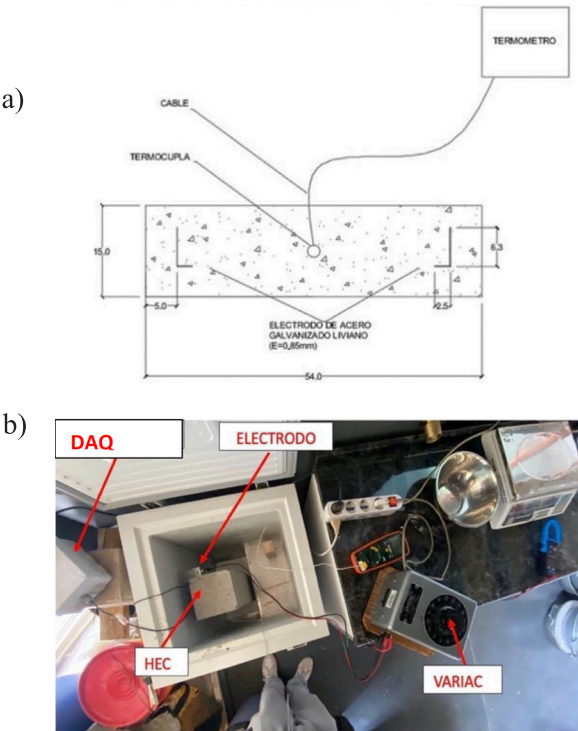 a)
TERMOMETRO
CABLE
TERMOCUPLA
15.0
6.3
5.0
2.5
ELECTRODO DE ACERO
GALVANIZADO LIVIANO
(E=0,85mm)
54.0
b)
DAQ
ELECTRODO
HEC
VARIAC